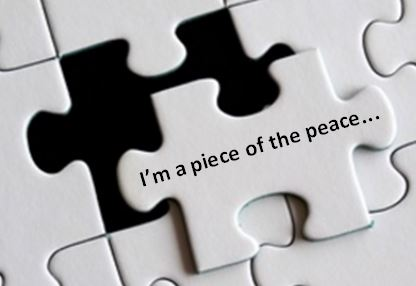 I'm a piece of the peace...